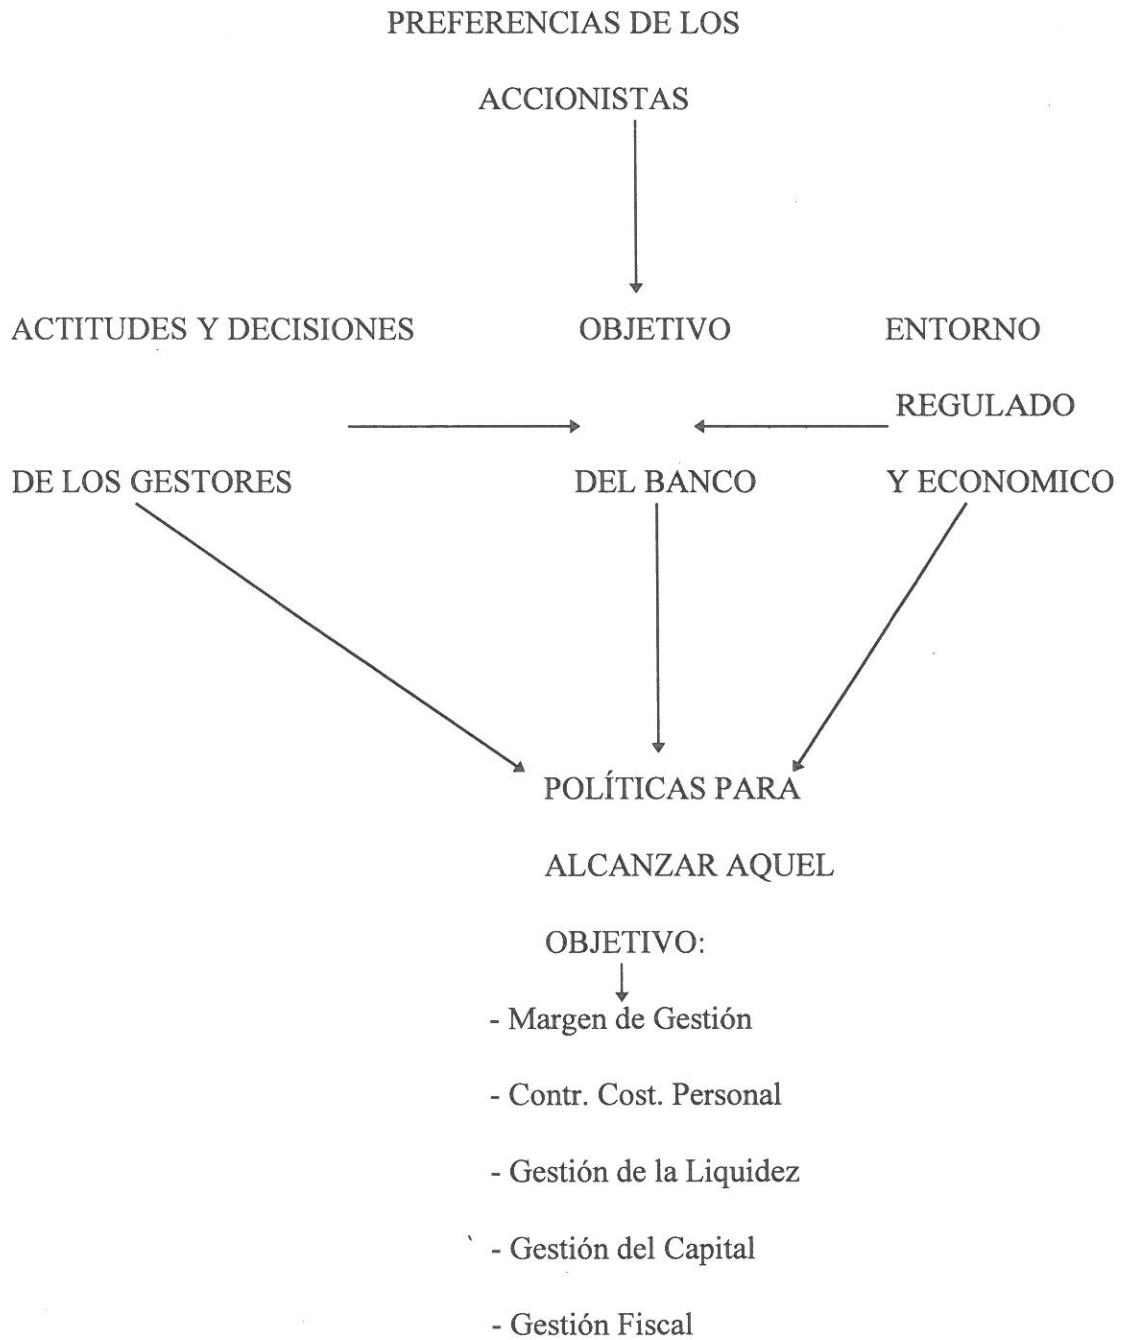 PREFERENCIAS DE LOS
ACCIONISTAS
ACTITUDES Y DECISIONES
DE LOS GESTORES
OBJETIVO
DEL BANCO
ENTORNO
REGULADO
Y ECONOMICO
POLÍTICAS PARA
ALCANZAR AQUEL
OBJETIVO:
- Margen de Gestión
- Contr. Cost. Personal
- Gestión de la Liquidez
- Gestión del Capital
- Gestión Fiscal